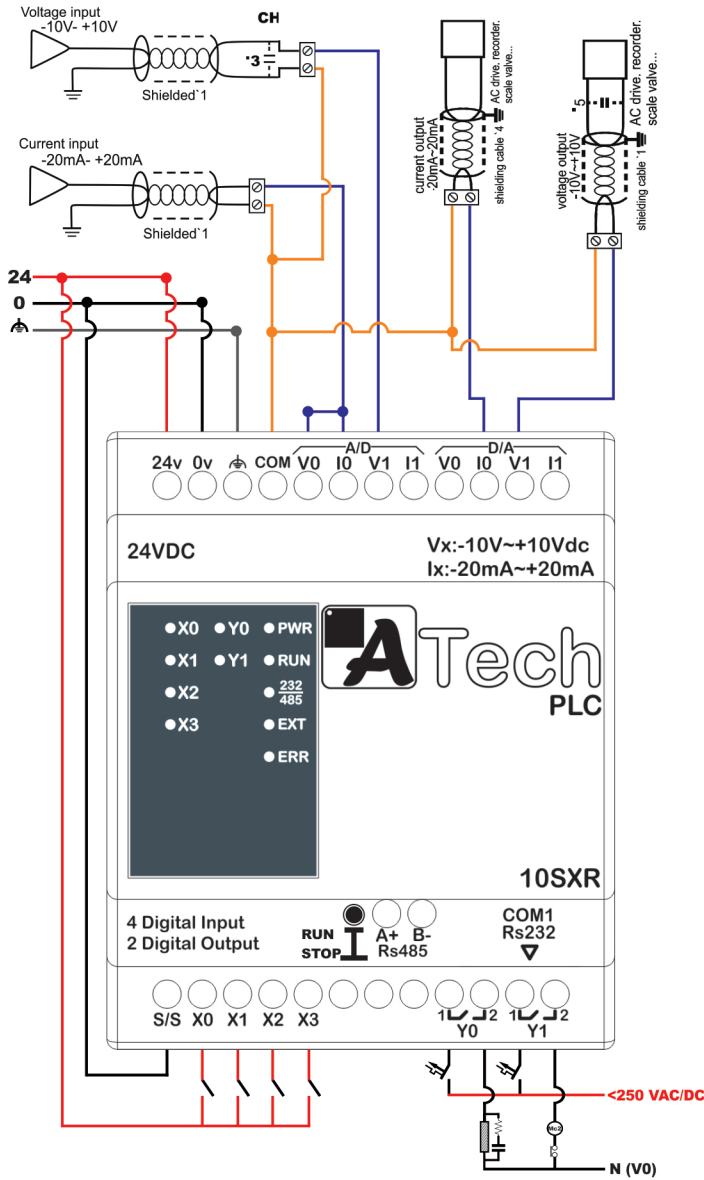 Voltage input
-10V- +10V
CH
*3
Shielded`1
Current input
-20mA- +20mA
Shielded`1
current output
-20mA~20mA
shielding cable *4
AC drive. recorder.
scale valve...
*5
voltage output
-10V~+10V
shielding cable *1
AC drive. recorder.
scale valve...
24
0
A/D
D/A
24v 0v COM V0 I0 V1 I1 V0 I0 V1 I1
24VDC
Vx:-10V~+10Vdc
Ix:-20mA~+20mA
X0 Y0 PWR
X1 Y1 RUN
X2 232
485
X3 EXT
ERR
ATech
PLC
10SXR
4 Digital Input
2 Digital Output
RUN
STOP
A+ B-
Rs485
COM1
Rs232
S/S X0 X1 X2 X3
1 2 1 2
Y0 Y1
<250 VAC/DC
Mc2
N (V0)